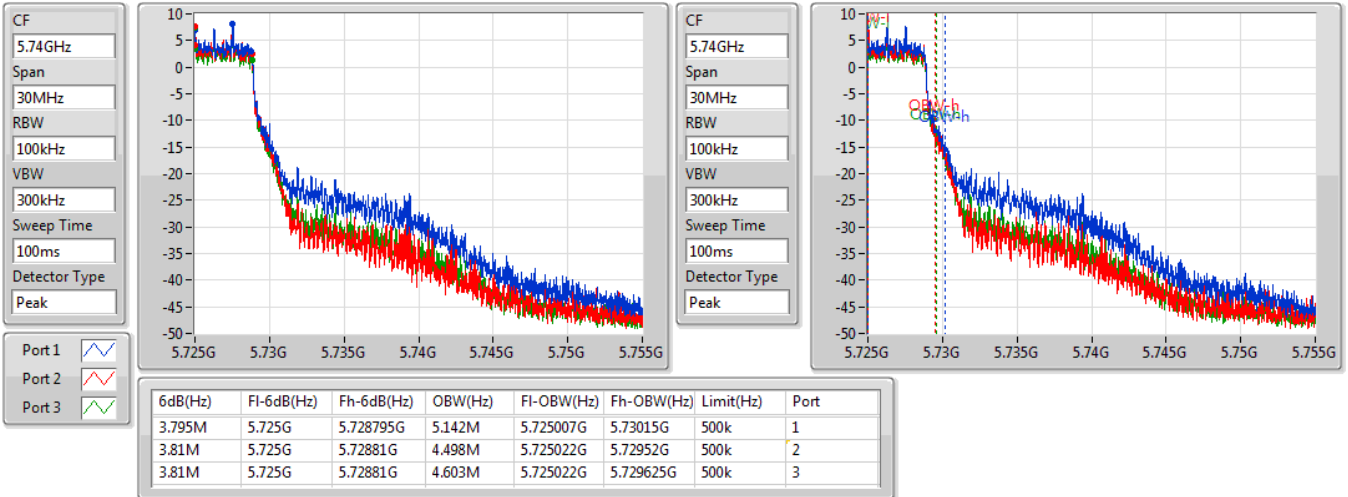 CF
5.74GHz
Span
30MHz
RBW
100kHz
VBW
300kHz
Sweep Time
100ms
Detector Type
Peak
10
5
0
-5
-10
-15
-20
-25
-30
-35
-40
-45
-50
5.725G 5.73G 5.735G 5.74G 5.745G 5.75G 5.755G
CF
5.74GHz
Span
30MHz
RBW
100kHz
VBW
300kHz
Sweep Time
100ms
Detector Type
Peak
10
5
0
-5
-10
-15
-20
-25
-30
-35
-40
-45
-50
OBW-h
OBW-h
5.725G 5.73G 5.735G 5.74G 5.745G 5.75G 5.755G
Port 1
Port 2
Port 3
6dB(Hz) Fl-6dB(Hz) Fh-6dB(Hz) OBW(Hz) Fl-OBW(Hz) Fh-OBW(Hz) Limit(Hz) Port
3.795M 5.725G 5.728795G 5.142M 5.725007G 5.73015G 500k 1
3.81M 5.725G 5.72881G 4.498M 5.725022G 5.72952G 500k 2
3.81M 5.725G 5.72881G 4.603M 5.725022G 5.729625G 500k 3